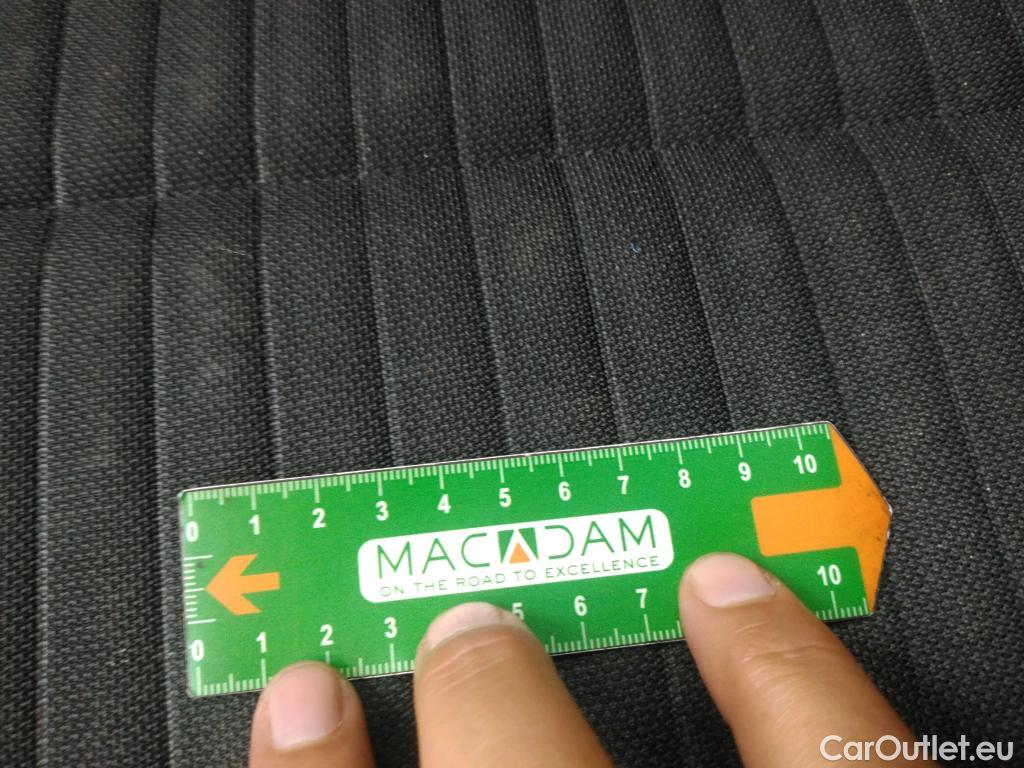 0 1 2 3 4 5 6 7 8 9 10
MACADAM
ON THE ROAD TO EXCELLENCE
0 1 2 3 5 6 7 10
CarOutlet.eu